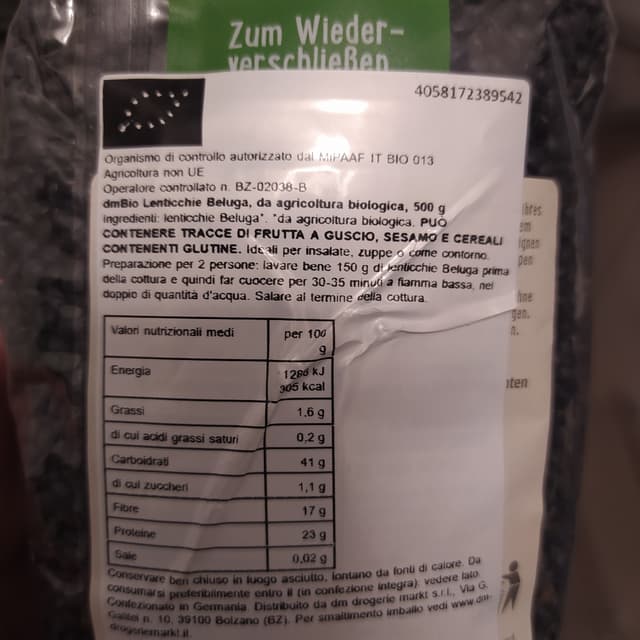 Zum Wieder-
verschließen
4058172389542
Organismo di controllo autorizzato dal MIPAAF IT BIO 013
Agricoltura non UE
Operatore controllato n. BZ-02038-B
dmBio Lenticchie Beluga, da agricoltura biologica, 500 g
Ingredienti: lenticchie Beluga*. *da agricoltura biologica. PUÒ
CONTENERE TRACCE DI FRUTTA A GUSCIO, SESAMO E CEREALI
CONTENENTI GLUTINE. Ideali per insalate, zuppe o come contorno.
Preparazione per 2 persone: lavare bene 150 g di lenticchie Beluga prima
della cottura e quindi far cuocere per 30-35 minuti a fiamma bassa, nel
doppio di quantità d'acqua. Salare al termine della cottura.
Valori nutrizionali medi per 100
g
Energia 1280 kJ
305 kcal
Grassi 1,6 g
di cui acidi grassi saturi 0,2 g
Carboidrati 41 g
di cui zuccheri 1,1 g
Fibre 17 g
Proteine 23 g
Sale 0,02 g
Conservare ben chiuso in luogo asciutto, lontano da fonti di calore. Da
consumarsi preferibilmente entro il (in confezione integra): vedere lato.
Confezionato in Germania. Distribuito da dm drogerie markt s.r.l., Via G.
Galilei n. 10, 39100 Bolzano (BZ). Per smaltimento imballo vedi www.dm-
drogeriemarkt.it